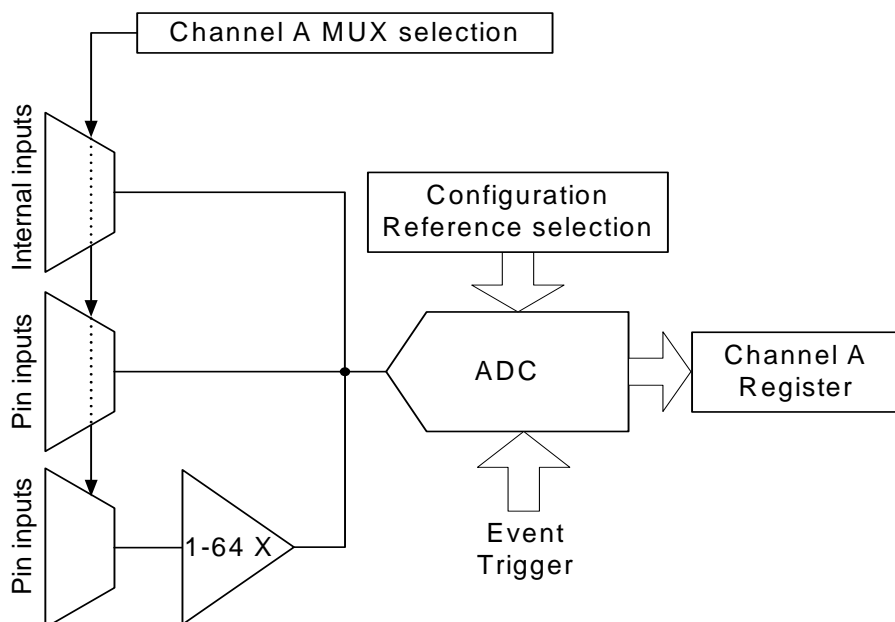 Channel A MUX selection
Internal inputs
Configuration
Reference selection
Pin inputs
ADC
Channel A
Register
Pin inputs
1-64 X
Event
Trigger